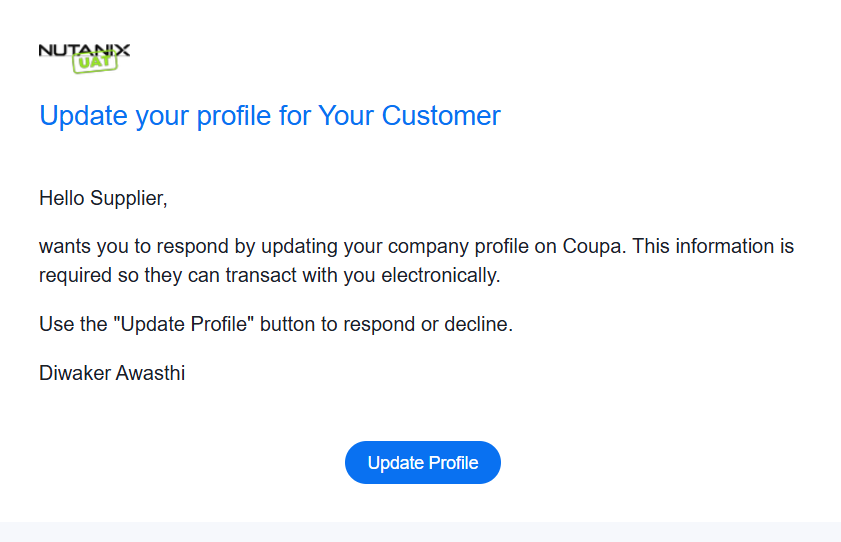 NUTANIX
UAT
Update your profile for Your Customer
Hello Supplier,
wants you to respond by updating your company profile on Coupa. This information is
required so they can transact with you electronically.
Use the "Update Profile" button to respond or decline.
Diwaker Awasthi
Update Profile